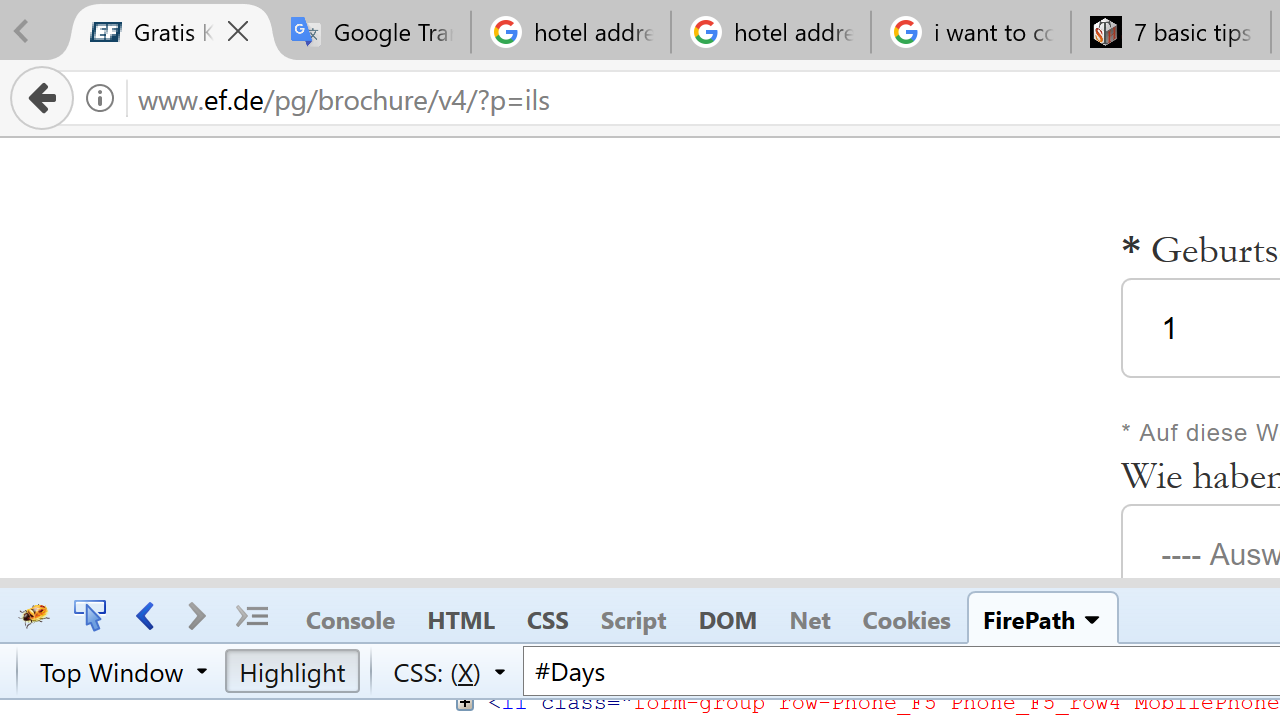 EF Gratis K
Google Tra
hotel addre
hotel addre
i want to co
7 basic tips
www.ef.de/pg/brochure/v4/?p=ils
* Geburts
1
* Auf diese W
Wie haben
---- Ausw
Console HTML CSS Script DOM Net Cookies FirePath
Top Window Highlight CSS: (X) #Days
<li class="form-group row-Phone_F5 Phone_F5_row4 MobilePhone